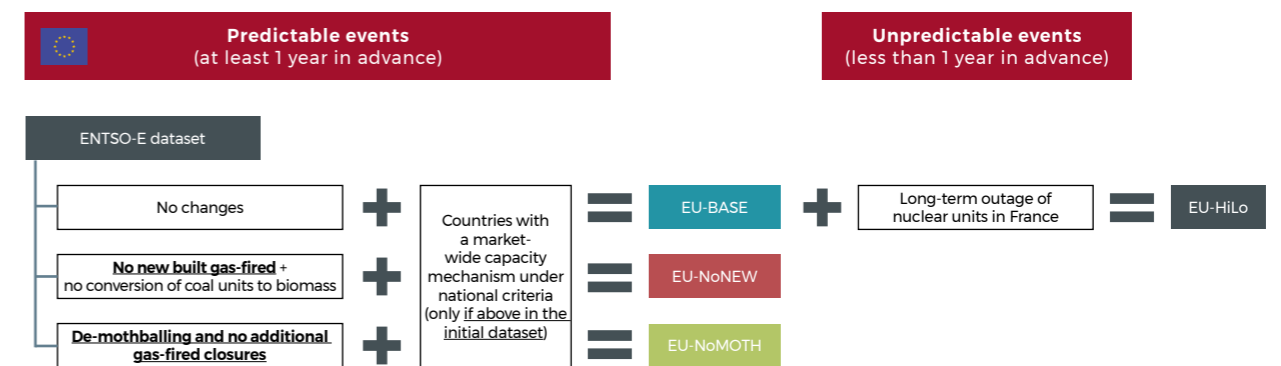 Predictable events
(at least 1 year in advance)
Unpredictable events
(less than 1 year in advance)
ENTSO-E dataset
No changes
Countries with
a market-
wide capacity
mechanism under
national criteria
(only if above in the
initial dataset)
EU-BASE
Long-term outage of
nuclear units in France
EU-HiLo
No new built gas-fired +
no conversion of coal units to biomass
EU-NoNEW
De-mothballing and no additional
gas-fired closures
EU-NoMOTH